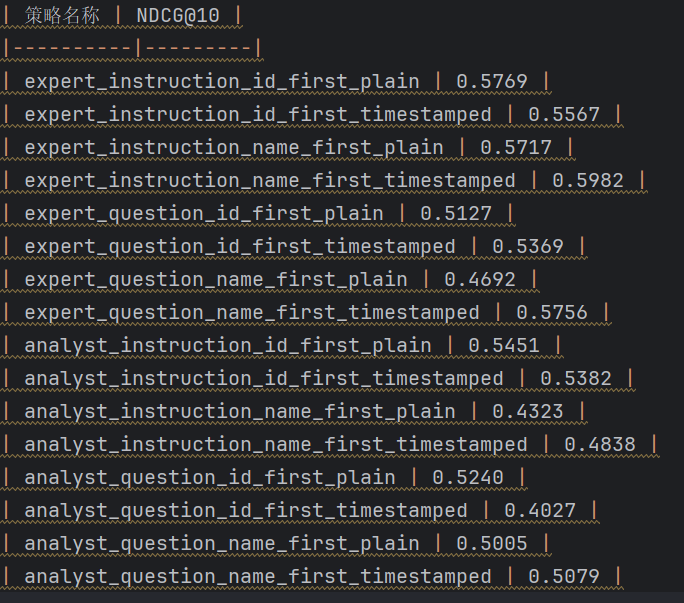 | 策略名称 | NDCG@10 |
|----------|---------|
| expert_instruction_id_first_plain | 0.5769 |
| expert_instruction_id_first_timestamped | 0.5567 |
| expert_instruction_name_first_plain | 0.5717 |
| expert_instruction_name_first_timestamped | 0.5982 |
| expert_question_id_first_plain | 0.5127 |
| expert_question_id_first_timestamped | 0.5369 |
| expert_question_name_first_plain | 0.4692 |
| expert_question_name_first_timestamped | 0.5756 |
| analyst_instruction_id_first_plain | 0.5451 |
| analyst_instruction_id_first_timestamped | 0.5382 |
| analyst_instruction_name_first_plain | 0.4323 |
| analyst_instruction_name_first_timestamped | 0.4838 |
| analyst_question_id_first_plain | 0.5240 |
| analyst_question_id_first_timestamped | 0.4027 |
| analyst_question_name_first_plain | 0.5005 |
| analyst_question_name_first_timestamped | 0.5079 |